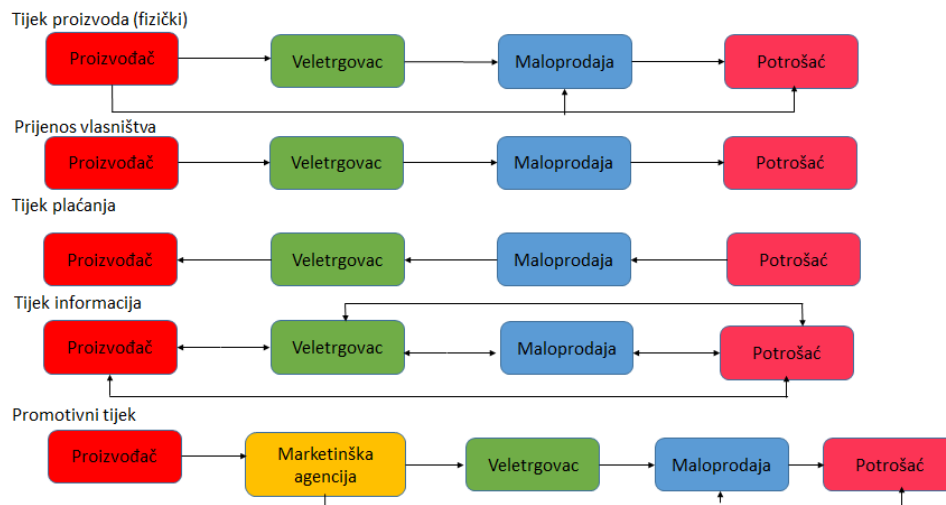 Tijek proizvoda (fizički)
Proizvođač Veletrgovac Maloprodaja Potrošać
Prijenos vlasništva
Proizvođač Veletrgovac Maloprodaja Potrošać
Tijek plaćanja
Proizvođač Veletrgovac Maloprodaja Potrošać
Tijek informacija
Proizvođač Veletrgovac Maloprodaja Potrošać
Promotivni tijek
Proizvođač Marketinška agencija Veletrgovac Maloprodaja Potrošać